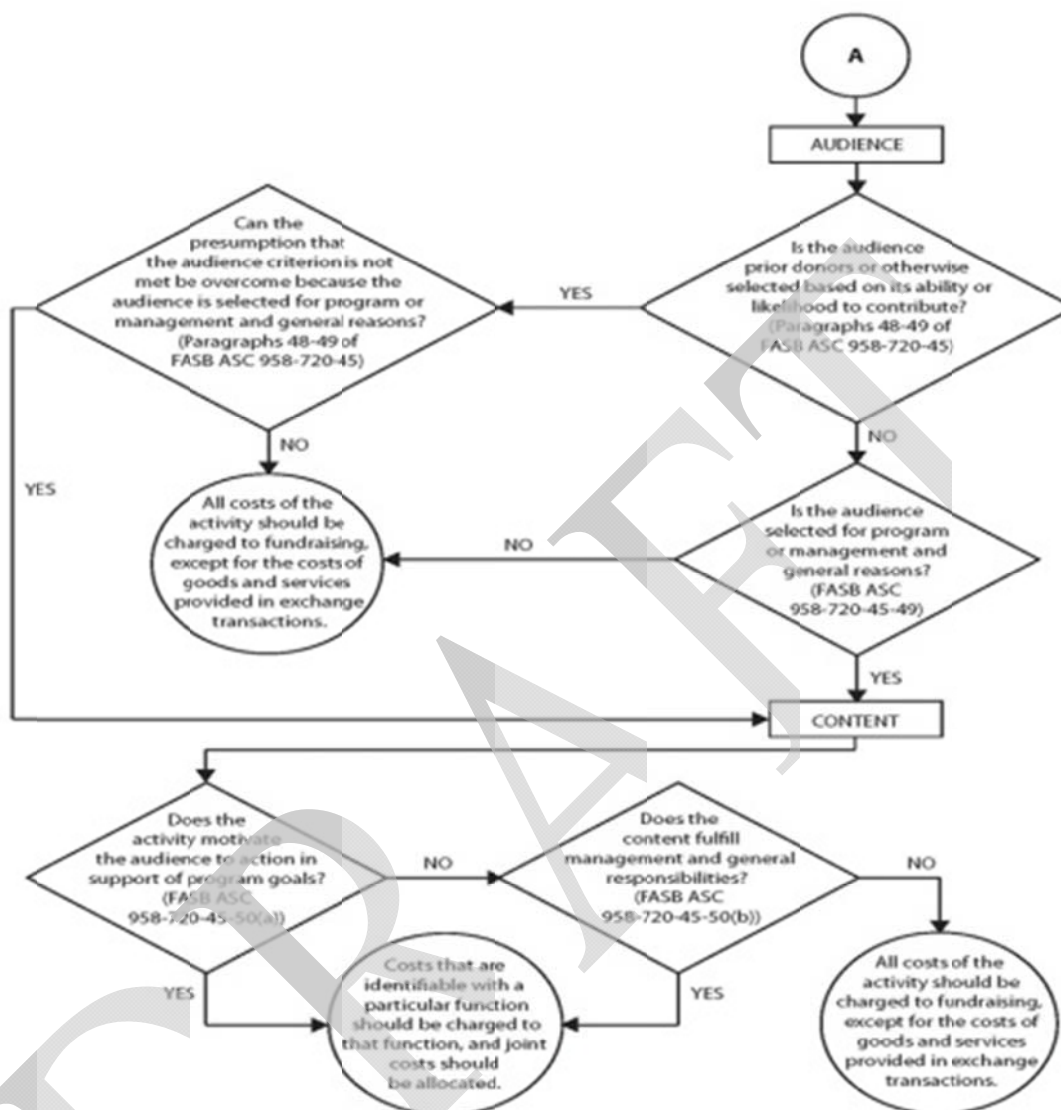 A
AUDIENCE
Can the
presumption that
the audience criterion is not
met be overcome because the
audience is selected for program or
management and general reasons?
(Paragraphs 48-49 of
FASB ASC 958-720-45)
YES
Is the audience
prior donors or otherwise
selected based on its ability or
likelihood to contribute?
(Paragraphs 48-49 of
FASB ASC 958-720-45)
NO
NO
YES
All costs of the
activity should be
charged to fundraising,
except for the costs of
goods and services
provided in exchange
transactions.
NO
Is the audience
selected for program
or management and
general reasons?
(FASB ASC
958-720-45-49)
YES
CONTENT
Does the
activity motivate
the audience to action in
support of program goals?
(FASB ASC
958-720-45-50(a))
NO
Does the
content fulfill
management and general
responsibilities?
(FASB ASC
958-720-45-50(b))
NO
YES
Costs that are
identifiable with a
particular function
should be charged to
that function, and joint
costs should
be allocated.
YES
All costs of the
activity should be
charged to fundraising,
except for the costs of
goods and services
provided in exchange
transactions.
DRAFT